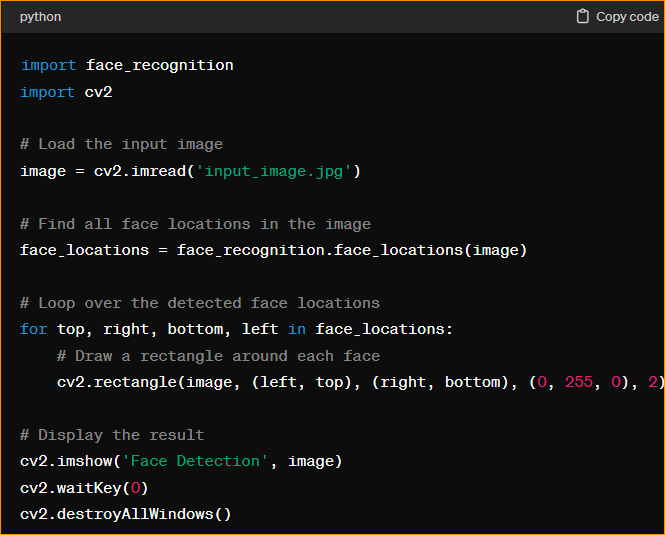 python
Copy code
import face_recognition
import cv2
# Load the input image
image = cv2.imread('input_image.jpg')
# Find all face locations in the image
face_locations = face_recognition.face_locations(image)
# Loop over the detected face locations
for top, right, bottom, left in face_locations:
    # Draw a rectangle around each face
    cv2.rectangle(image, (left, top), (right, bottom), (0, 255, 0), 2)
# Display the result
cv2.imshow('Face Detection', image)
cv2.waitKey(0)
cv2.destroyAllWindows()